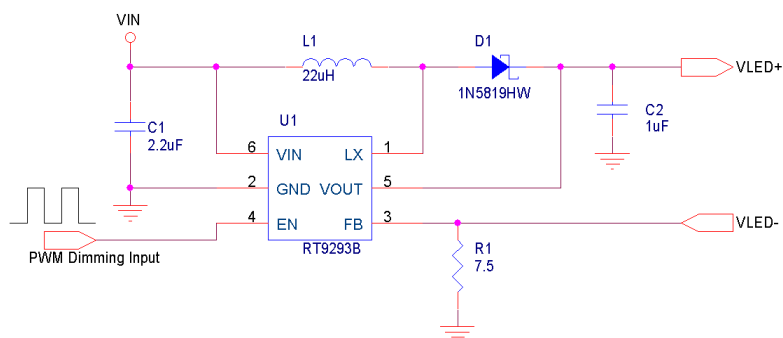 VIN
L1
22uH
D1
1N5819HW
VLED+
C1
2.2uF
C2
1uF
U1
6 VIN LX 1
2 GND VOUT 5
4 EN FB 3
RT9293B
PWM Dimming Input
R1
7.5
VLED-